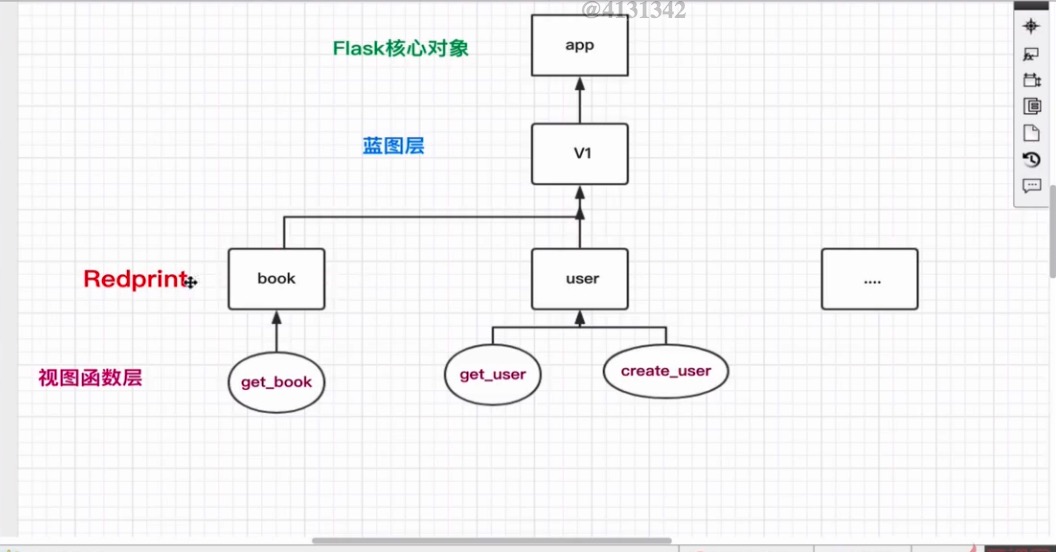 @4131342
Flask核心对象
app
蓝图层
V1
Redprint
book
user
....
视图函数层
get_book
get_user
create_user